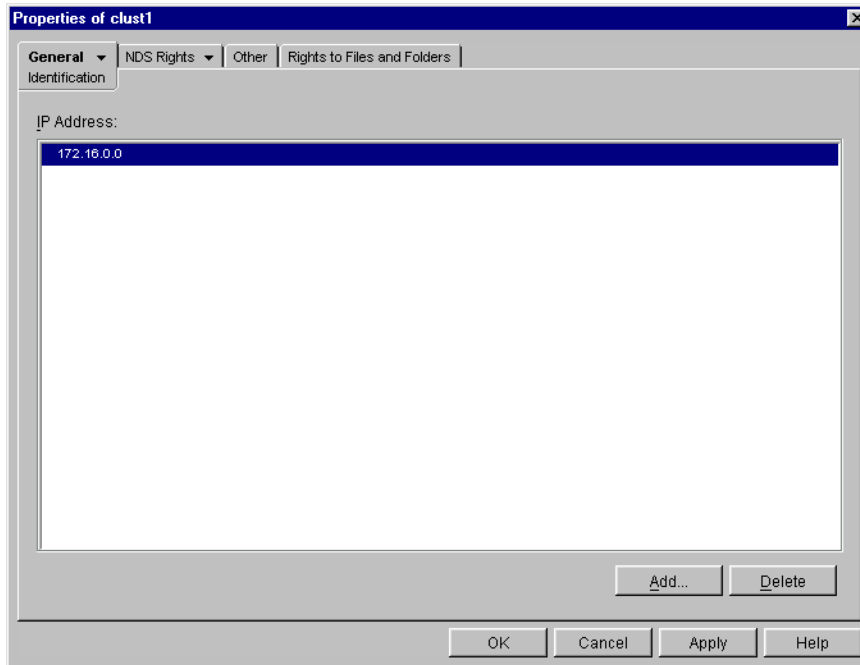 Properties of clust1
General NDS Rights Other Rights to Files and Folders
Identification
IP Address:
172.16.0.0
Add... Delete
OK Cancel Apply Help